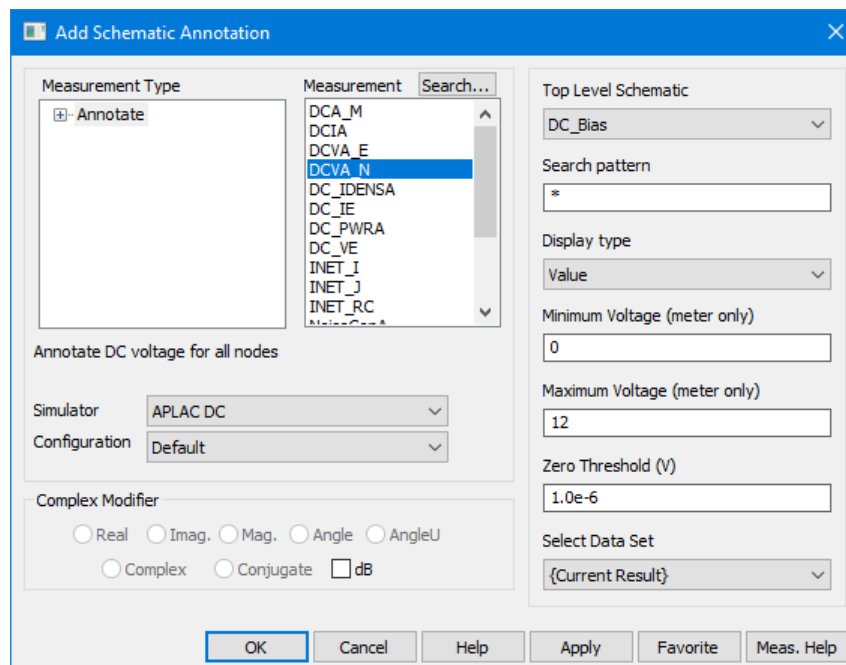 Add Schematic Annotation
Measurement Type
Annotate
Measurement Search...
DCA_M
DCIA
DCVA_E
DCVA_N
DC_IDENSA
DC_IE
DC_PWRA
DC_VE
INET_I
INET_J
INET_RC
Annotate DC voltage for all nodes
Simulator APLAC DC
Configuration Default
Complex Modifier
Real Imag. Mag. Angle AngleU
Complex Conjugate dB
Top Level Schematic
DC_Bias
Search pattern
*
Display type
Value
Minimum Voltage (meter only)
0
Maximum Voltage (meter only)
12
Zero Threshold (V)
1.0e-6
Select Data Set
{Current Result}
OK Cancel Help Apply Favorite Meas. Help